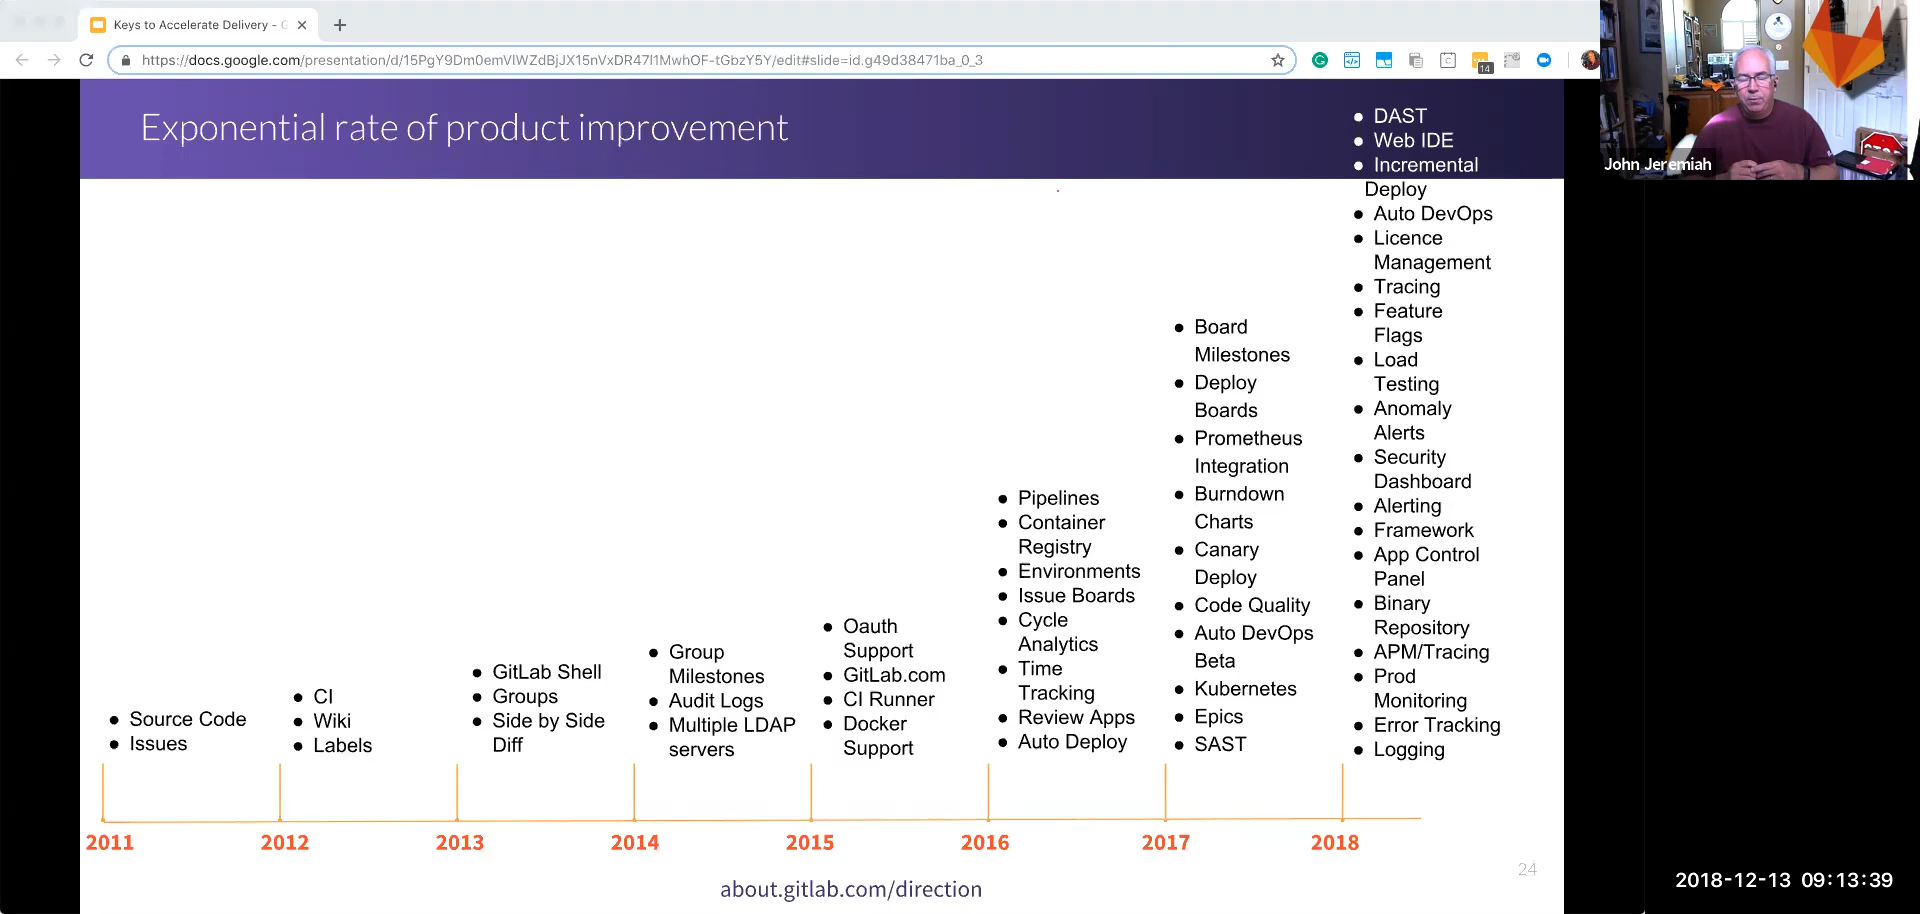 Keys to Accelerate Delivery - G
https://docs.google.com/presentation/d/15PgY9Dm0emVlWZdBjJX15nVxDR47l1MwhOF-tGbzY5Y/edit#slide=id.g49d38471ba_0_3
14
John Jeremiah
Exponential rate of product improvement
Source Code
Issues
CI
Wiki
Labels
GitLab Shell
Groups
Side by Side
Diff
Group
Milestones
Audit Logs
Multiple LDAP
servers
Oauth
Support
GitLab.com
CI Runner
Docker
Support
Pipelines
Container
Registry
Environments
Issue Boards
Cycle
Analytics
Time
Tracking
Review Apps
Auto Deploy
Board
Milestones
Deploy
Boards
Prometheus
Integration
Burndown
Charts
Canary
Deploy
Code Quality
Auto DevOps
Beta
Kubernetes
Epics
SAST
DAST
Web IDE
Incremental
Deploy
Auto DevOps
Licence
Management
Tracing
Feature
Flags
Load
Testing
Anomaly
Alerts
Security
Dashboard
Alerting
Framework
App Control
Panel
Binary
Repository
APM/Tracing
Prod
Monitoring
Error Tracking
Logging
2011
2012
2013
2014
2015
2016
2017
2018
24
about.gitlab.com/direction
2018-12-13 09:13:39